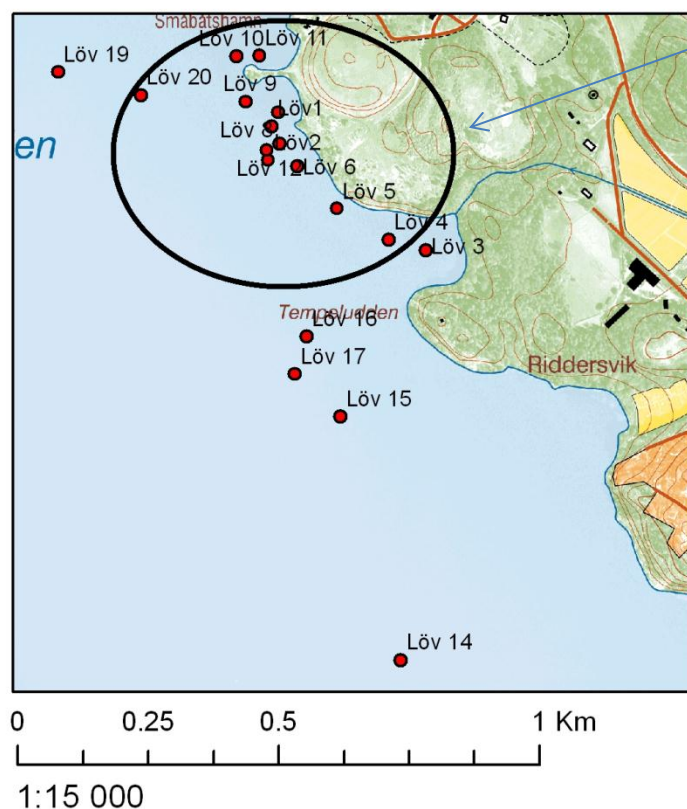 Småbåtshamn
Löv 10
Löv 11
Löv 19
Löv 20
Löv 9
Löv1
Löv 8
Löv2
en
Löv 12
Löv 6
Löv 5
Löv 4
Löv 3
Tempeludden
Löv 16
Löv 17
Riddersvik
Löv 15
Löv 14
0 0.25 0.5 1 Km
1:15 000